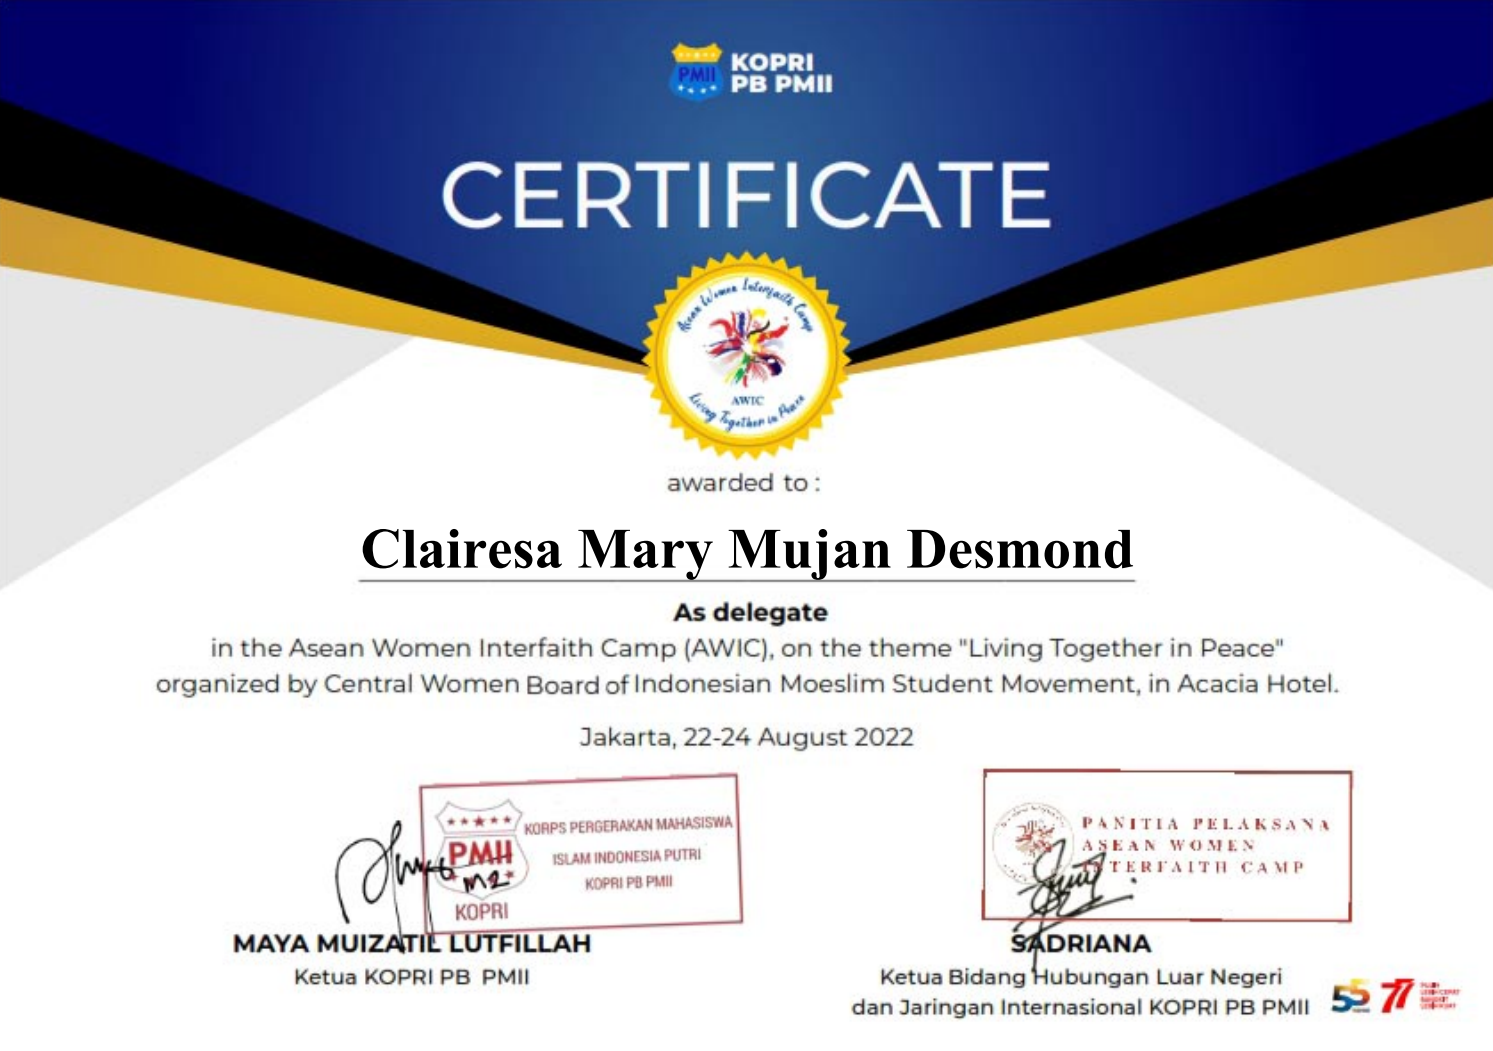 PMII
KOPRI
PB PMII
CERTIFICATE
Asean Women Interfaith Camp
AWIC
Living Together in Peace
awarded to :
Clairesa Mary Mujan Desmond
As delegate
in the Asean Women Interfaith Camp (AWIC), on the theme "Living Together in Peace"
organized by Central Women Board of Indonesian Moeslim Student Movement, in Acacia Hotel.
Jakarta, 22-24 August 2022
PMII
KOPRI
KORPS PERGERAKAN MAHASISWA
ISLAM INDONESIA PUTRI
KOPRI PB PMII
MAYA MUIZATIL LUTFILLAH
Ketua KOPRI PB PMII
PANITIA PELAKSANA
ASEAN WOMEN
INTERFAITH CAMP
SADRIANA
Ketua Bidang Hubungan Luar Negeri
dan Jaringan Internasional KOPRI PB PMII
55
77